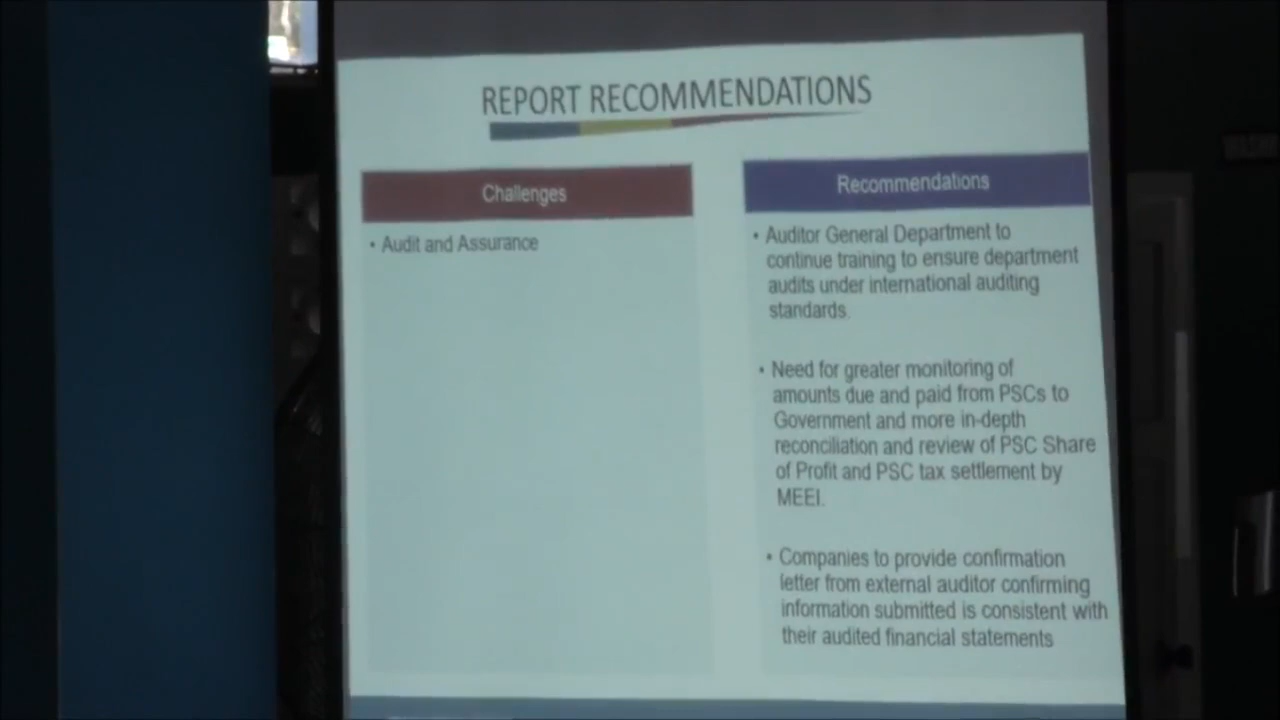 REPORT RECOMMENDATIONS
Challenges
• Audit and Assurance
Recommendations
• Auditor General Department to
continue training to ensure department
audits under international auditing
standards.
• Need for greater monitoring of
amounts due and paid from PSCs to
Government and more in-depth
reconciliation and review of PSC Share
of Profit and PSC tax settlement by
MEEI.
• Companies to provide confirmation
letter from external auditor confirming
information submitted is consistent with
their audited financial statements